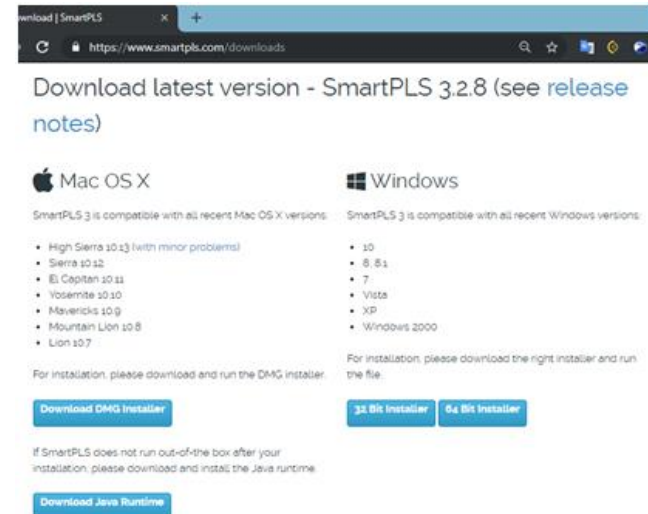 wnload | SmartPLS
https://www.smartpls.com/downloads
Download latest version - SmartPLS 3.2.8 (see release
notes)
Mac OS X
SmartPLS 3 is compatible with all recent Mac OS X versions:
• High Sierra 10.13 (with minor problems)
• Sierra 10.12
• El Capitan 10.11
• Yosemite 10.10
• Mavericks 10.9
• Mountain Lion 10.8
• Lion 10.7
For installation, please download and run the DMG installer.
Download DMG Installer
If SmartPLS does not run out-of-the box after your
installation, please download and install the Java runtime.
Download Java Runtime
Windows
SmartPLS 3 is compatible with all recent Windows versions:
• 10
• 8, 8.1
• 7
• Vista
• XP
• Windows 2000
For installation, please download the right installer and run
the file:
32 Bit Installer
64 Bit Installer